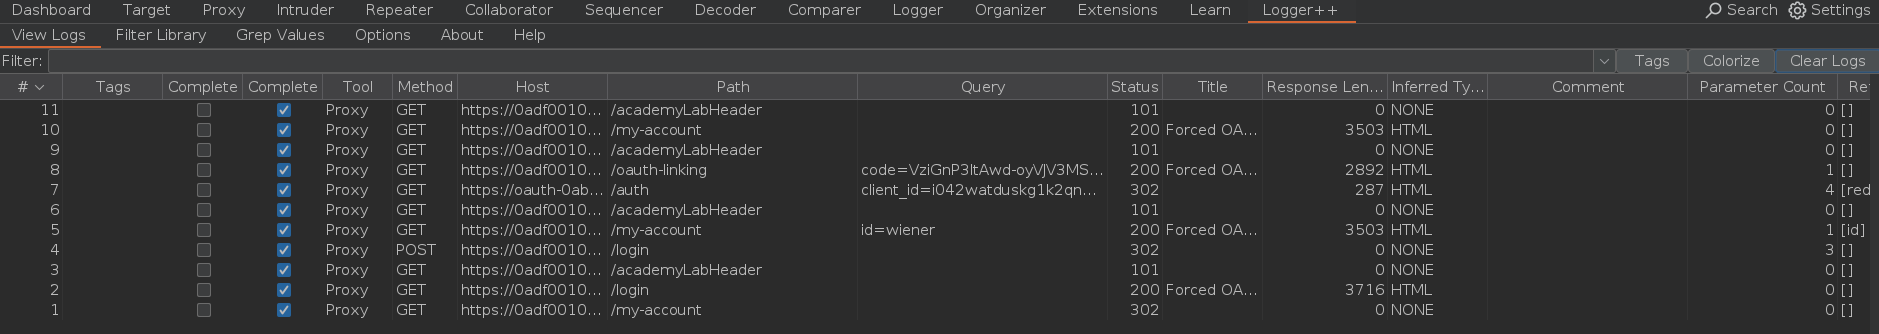 Dashboard Target Proxy Intruder Repeater Collaborator Sequencer Decoder Comparer Logger Organizer Extensions Learn Logger++ Search Settings
View Logs Filter Library Grep Values Options About Help
Filter: Tags Colorize Clear Logs
# Tags Complete Complete Tool Method Host Path Query Status Title Response Len... Inferred Ty... Comment Parameter Count Re
11 Proxy GET https://0adf0010... /academyLabHeader 101 0 NONE 0 []
10 Proxy GET https://0adf0010... /my-account 200 Forced OA... 3503 HTML 0 []
9 Proxy GET https://0adf0010... /academyLabHeader 101 0 NONE 0 []
8 Proxy GET https://0adf0010... /oauth-linking code=VziGnP3ltAwd-oyVJV3MS... 200 Forced OA... 2892 HTML 1 []
7 Proxy GET https://oauth-0ab... /auth client_id=i042watduskg1k2qn... 302 287 HTML 4 [red
6 Proxy GET https://0adf0010... /academyLabHeader 101 0 NONE 0 []
5 Proxy GET https://0adf0010... /my-account id=wiener 200 Forced OA... 3503 HTML 1 [id]
4 Proxy POST https://0adf0010... /login 302 0 NONE 3 []
3 Proxy GET https://0adf0010... /academyLabHeader 101 0 NONE 0 []
2 Proxy GET https://0adf0010... /login 200 Forced OA... 3716 HTML 0 []
1 Proxy GET https://0adf0010... /my-account 302 0 NONE 0 []